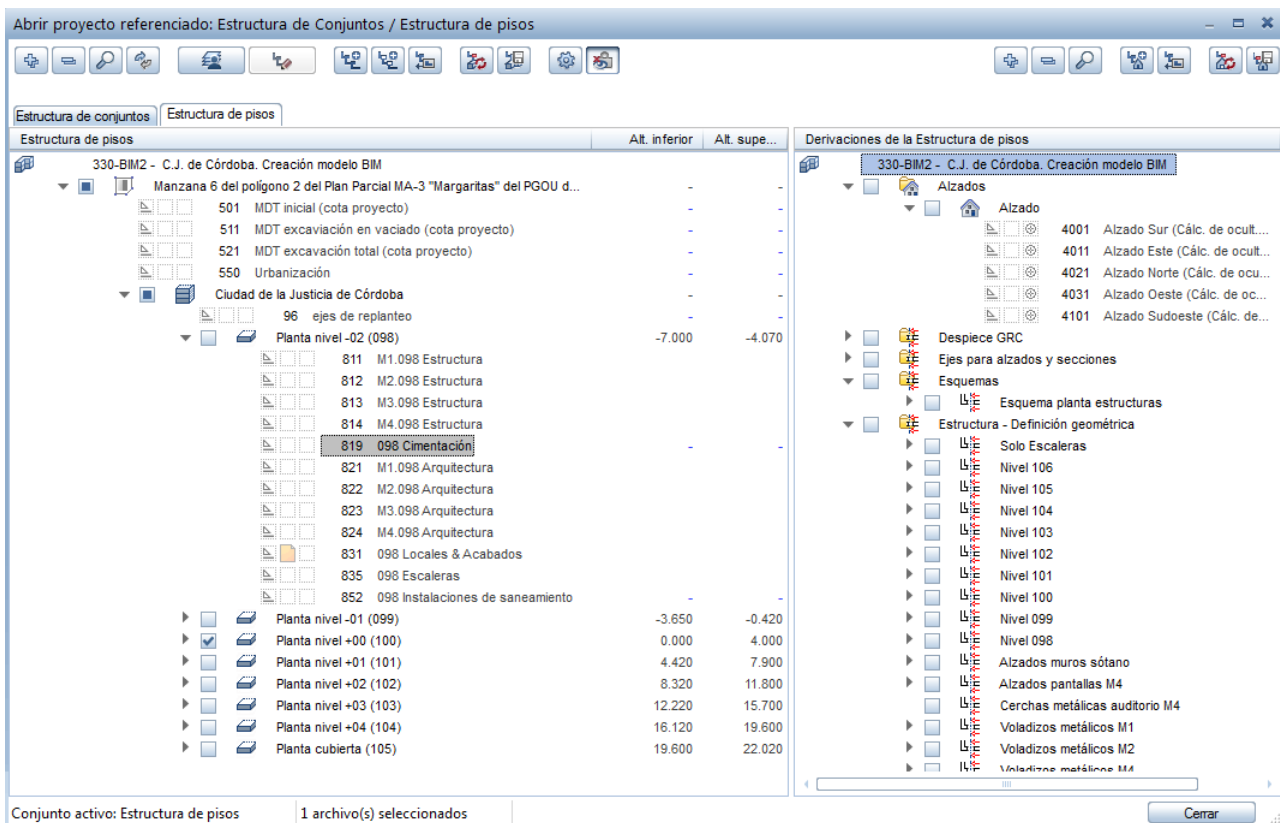 Abrir proyecto referenciado: Estructura de Conjuntos / Estructura de pisos
Estructura de conjuntos Estructura de pisos
Estructura de pisos Alt. inferior Alt. supe...
330-BIM2 - C.J. de Córdoba. Creación modelo BIM
Manzana 6 del polígono 2 del Plan Parcial MA-3 "Margaritas" del PGOU d... - -
501 MDT inicial (cota proyecto) - -
511 MDT excaviación en vaciado (cota proyecto) - -
521 MDT excavación total (cota proyecto) - -
550 Urbanización - -
Ciudad de la Justicia de Córdoba - -
96 ejes de replanteo - -
Planta nivel -02 (098) -7.000 -4.070
811 M1.098 Estructura
812 M2.098 Estructura
813 M3.098 Estructura
814 M4.098 Estructura
819 098 Cimentación - -
821 M1.098 Arquitectura
822 M2.098 Arquitectura
823 M3.098 Arquitectura
824 M4.098 Arquitectura
831 098 Locales & Acabados
835 098 Escaleras
852 098 Instalaciones de saneamiento - -
Planta nivel -01 (099) -3.650 -0.420
Planta nivel +00 (100) 0.000 4.000
Planta nivel +01 (101) 4.420 7.900
Planta nivel +02 (102) 8.320 11.800
Planta nivel +03 (103) 12.220 15.700
Planta nivel +04 (104) 16.120 19.600
Planta cubierta (105) 19.600 22.020
Derivaciones de la Estructura de pisos
330-BIM2 - C.J. de Córdoba. Creación modelo BIM
Alzados
Alzado
4001 Alzado Sur (Cálc. de ocult....
4011 Alzado Este (Cálc. de ocult...
4021 Alzado Norte (Cálc. de ocu...
4031 Alzado Oeste (Cálc. de oc...
4101 Alzado Sudoeste (Cálc. de...
Despiece GRC
Ejes para alzados y secciones
Esquemas
Esquema planta estructuras
Estructura - Definición geométrica
Solo Escaleras
Nivel 106
Nivel 105
Nivel 104
Nivel 103
Nivel 102
Nivel 101
Nivel 100
Nivel 099
Nivel 098
Alzados muros sótano
Alzados pantallas M4
Cerchas metálicas auditorio M4
Voladizos metálicos M1
Voladizos metálicos M2
Voladizos metálicos M4
Conjunto activo: Estructura de pisos 1 archivo(s) seleccionados Cerrar